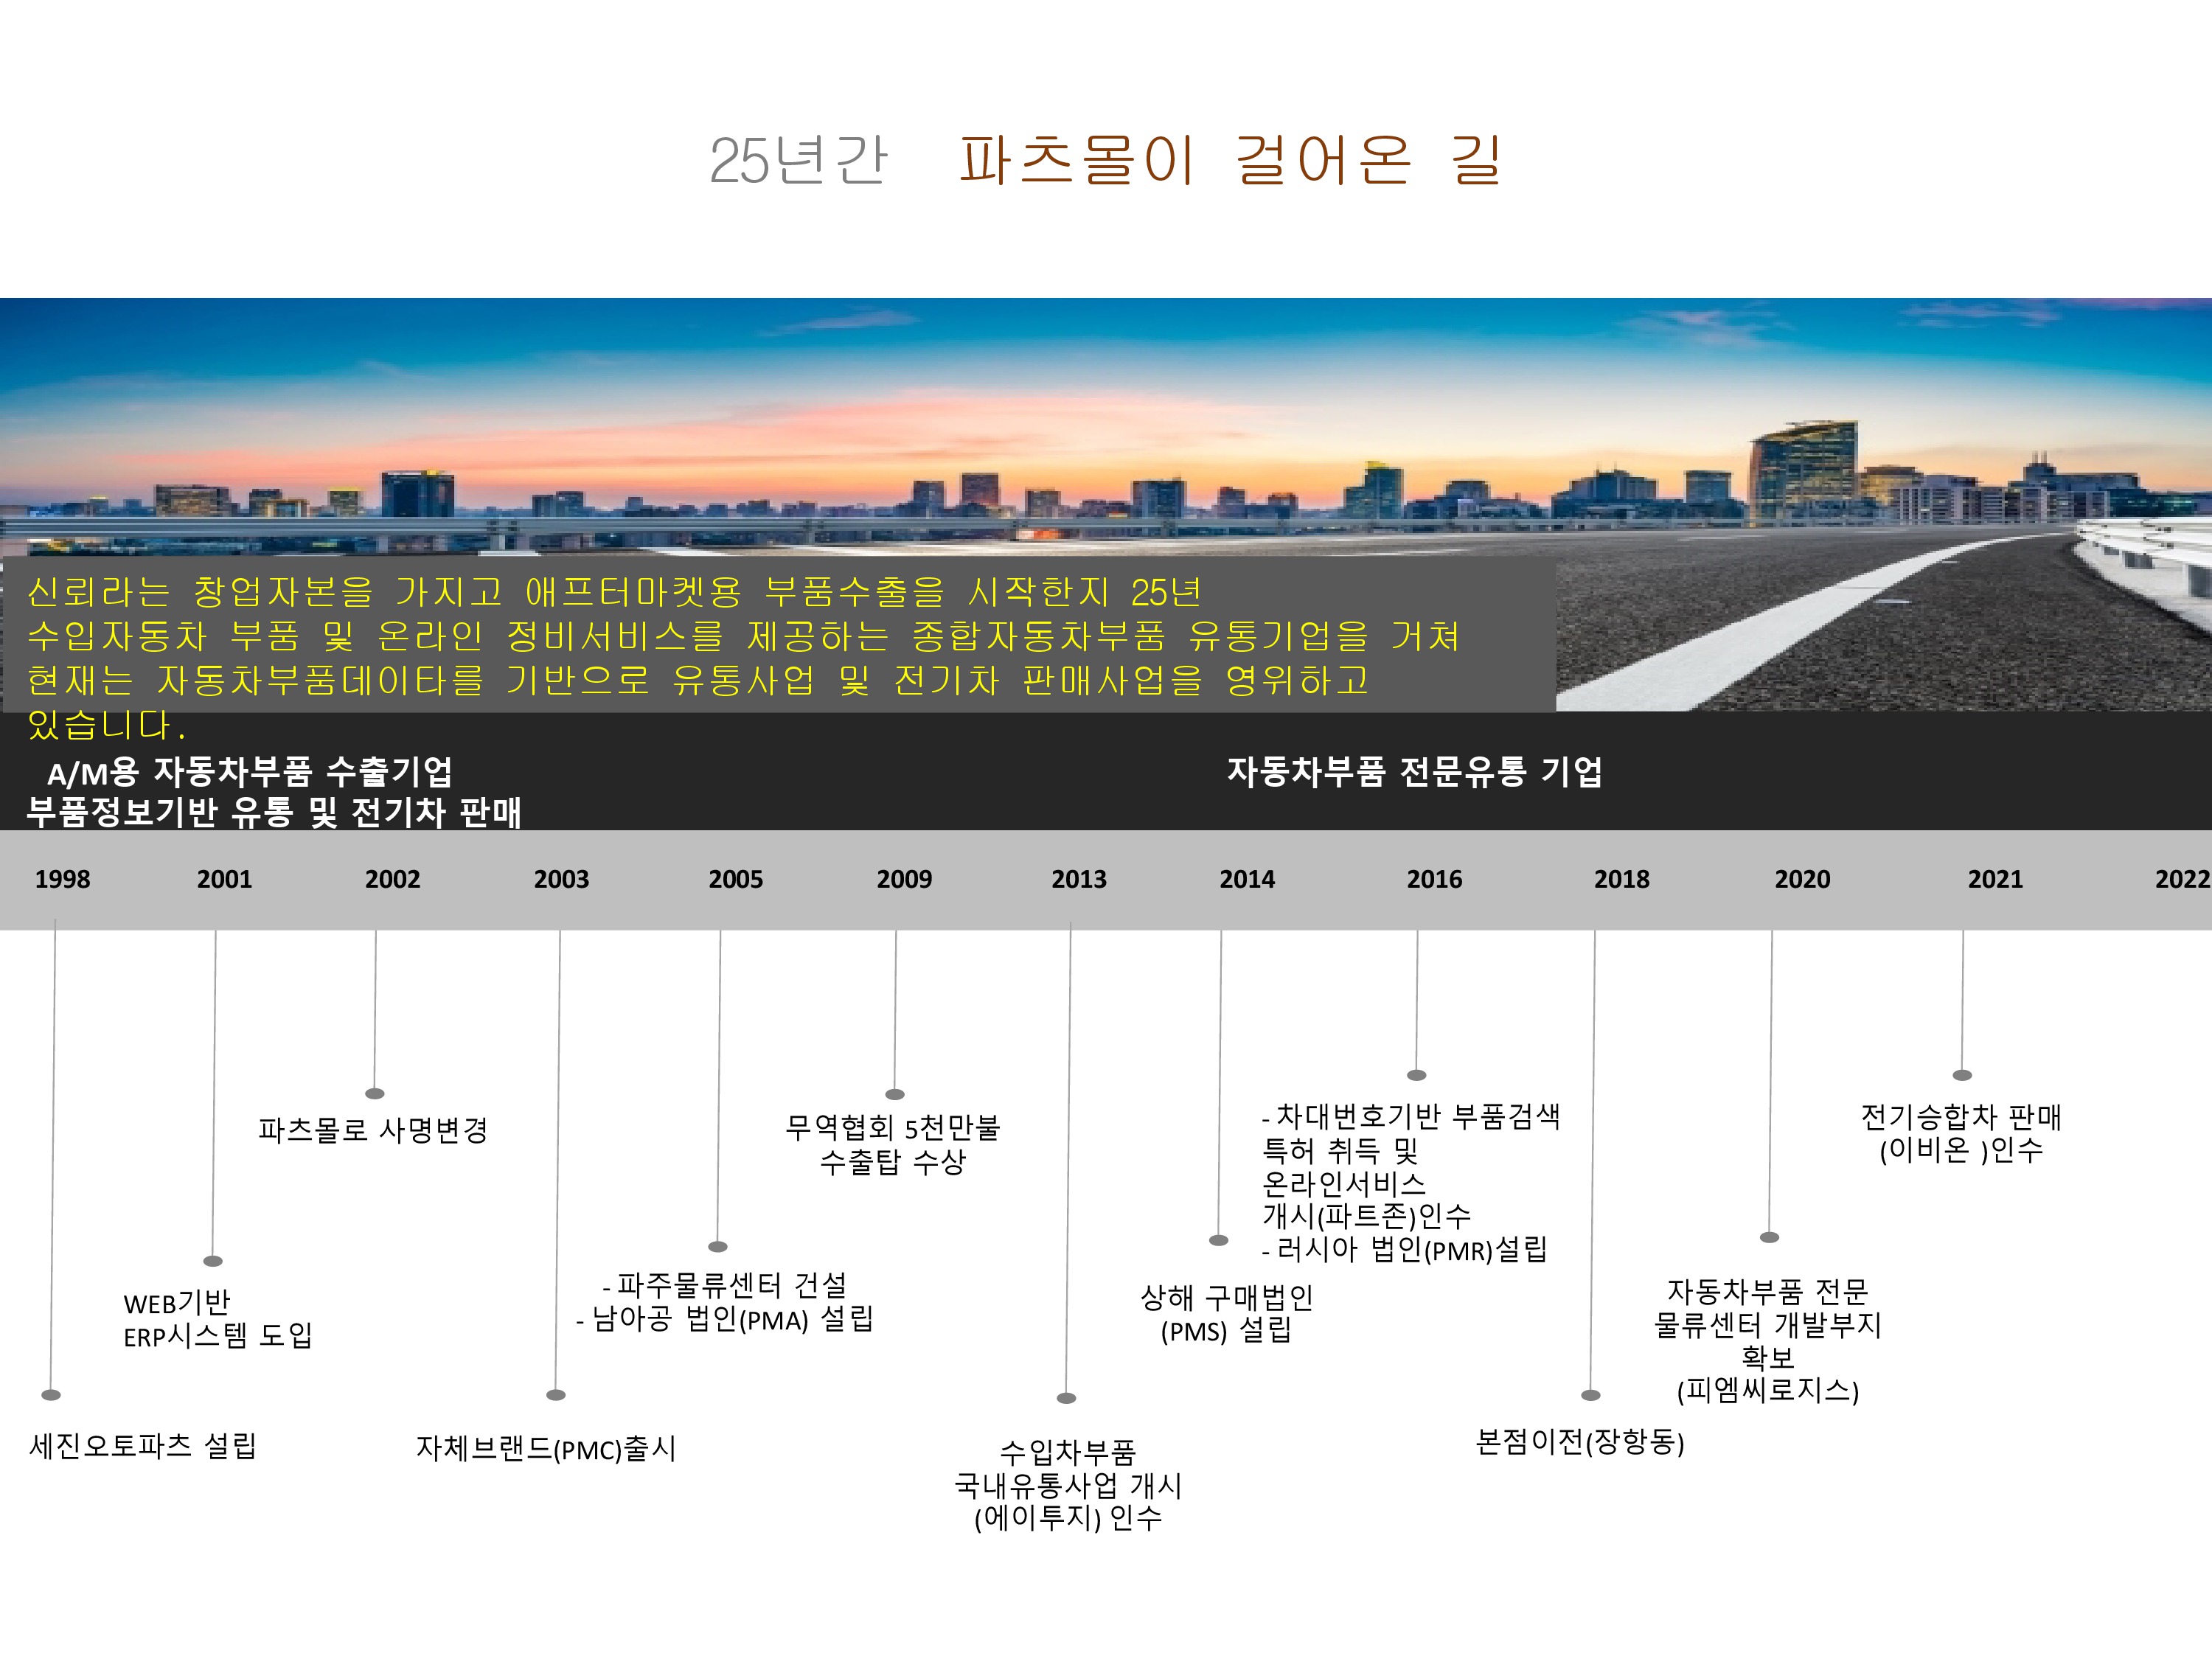 25년간 파츠몰이 걸어온 길
신뢰라는 창업자본을 가지고 애프터마켓용 부품수출을 시작한지 25년
수입자동차 부품 및 온라인 정비서비스를 제공하는 종합자동차부품 유통기업을 거쳐
현재는 자동차부품데이타를 기반으로 유통사업 및 전기차 판매사업을 영위하고
있습니다.
A/M용 자동차부품 수출기업 자동차부품 전문유통 기업
부품정보기반 유통 및 전기차 판매
1998 2001 2002 2003 2005 2009 2013 2014 2016 2018 2020 2021 2022
세진오토파츠 설립
WEB기반
ERP시스템 도입
파츠몰로 사명변경
자체브랜드(PMC)출시
- 파주물류센터 건설
- 남아공 법인(PMA) 설립
무역협회 5천만불
수출탑 수상
수입차부품
국내유통사업 개시
(에이투지) 인수
상해 구매법인
(PMS) 설립
- 차대번호기반 부품검색
특허 취득 및
온라인서비스
개시(파트존)인수
- 러시아 법인(PMR)설립
본점이전(장항동)
자동차부품 전문
물류센터 개발부지
확보
(피엠씨로지스)
전기승합차 판매
(이비온 )인수